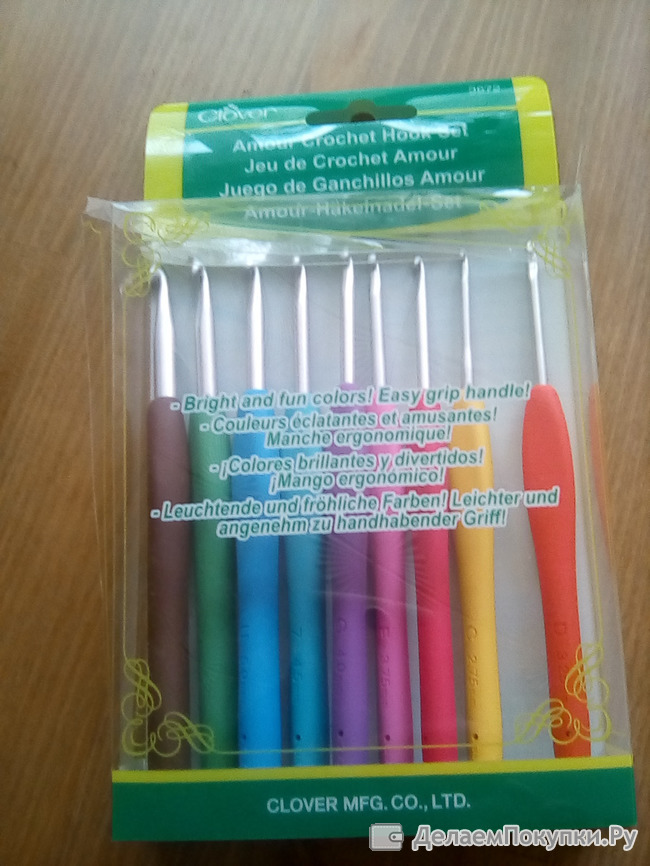 Clover
3672
Amour Crochet Hook Set
Jeu de Crochet Amour
Juego de Ganchillos Amour
Amour-Häkelnadel-Set
- Bright and fun colors! Easy grip handle!
- Couleurs éclatantes et amusantes!
Manche ergonomique!
- ¡Colores brillantes y divertidos!
¡Mango ergonómico!
- Leuchtende und fröhliche Farben! Leichter und
angenehm zu handhabender Griff!
CLOVER MFG. CO., LTD.
ДелаемПокупки.Ру